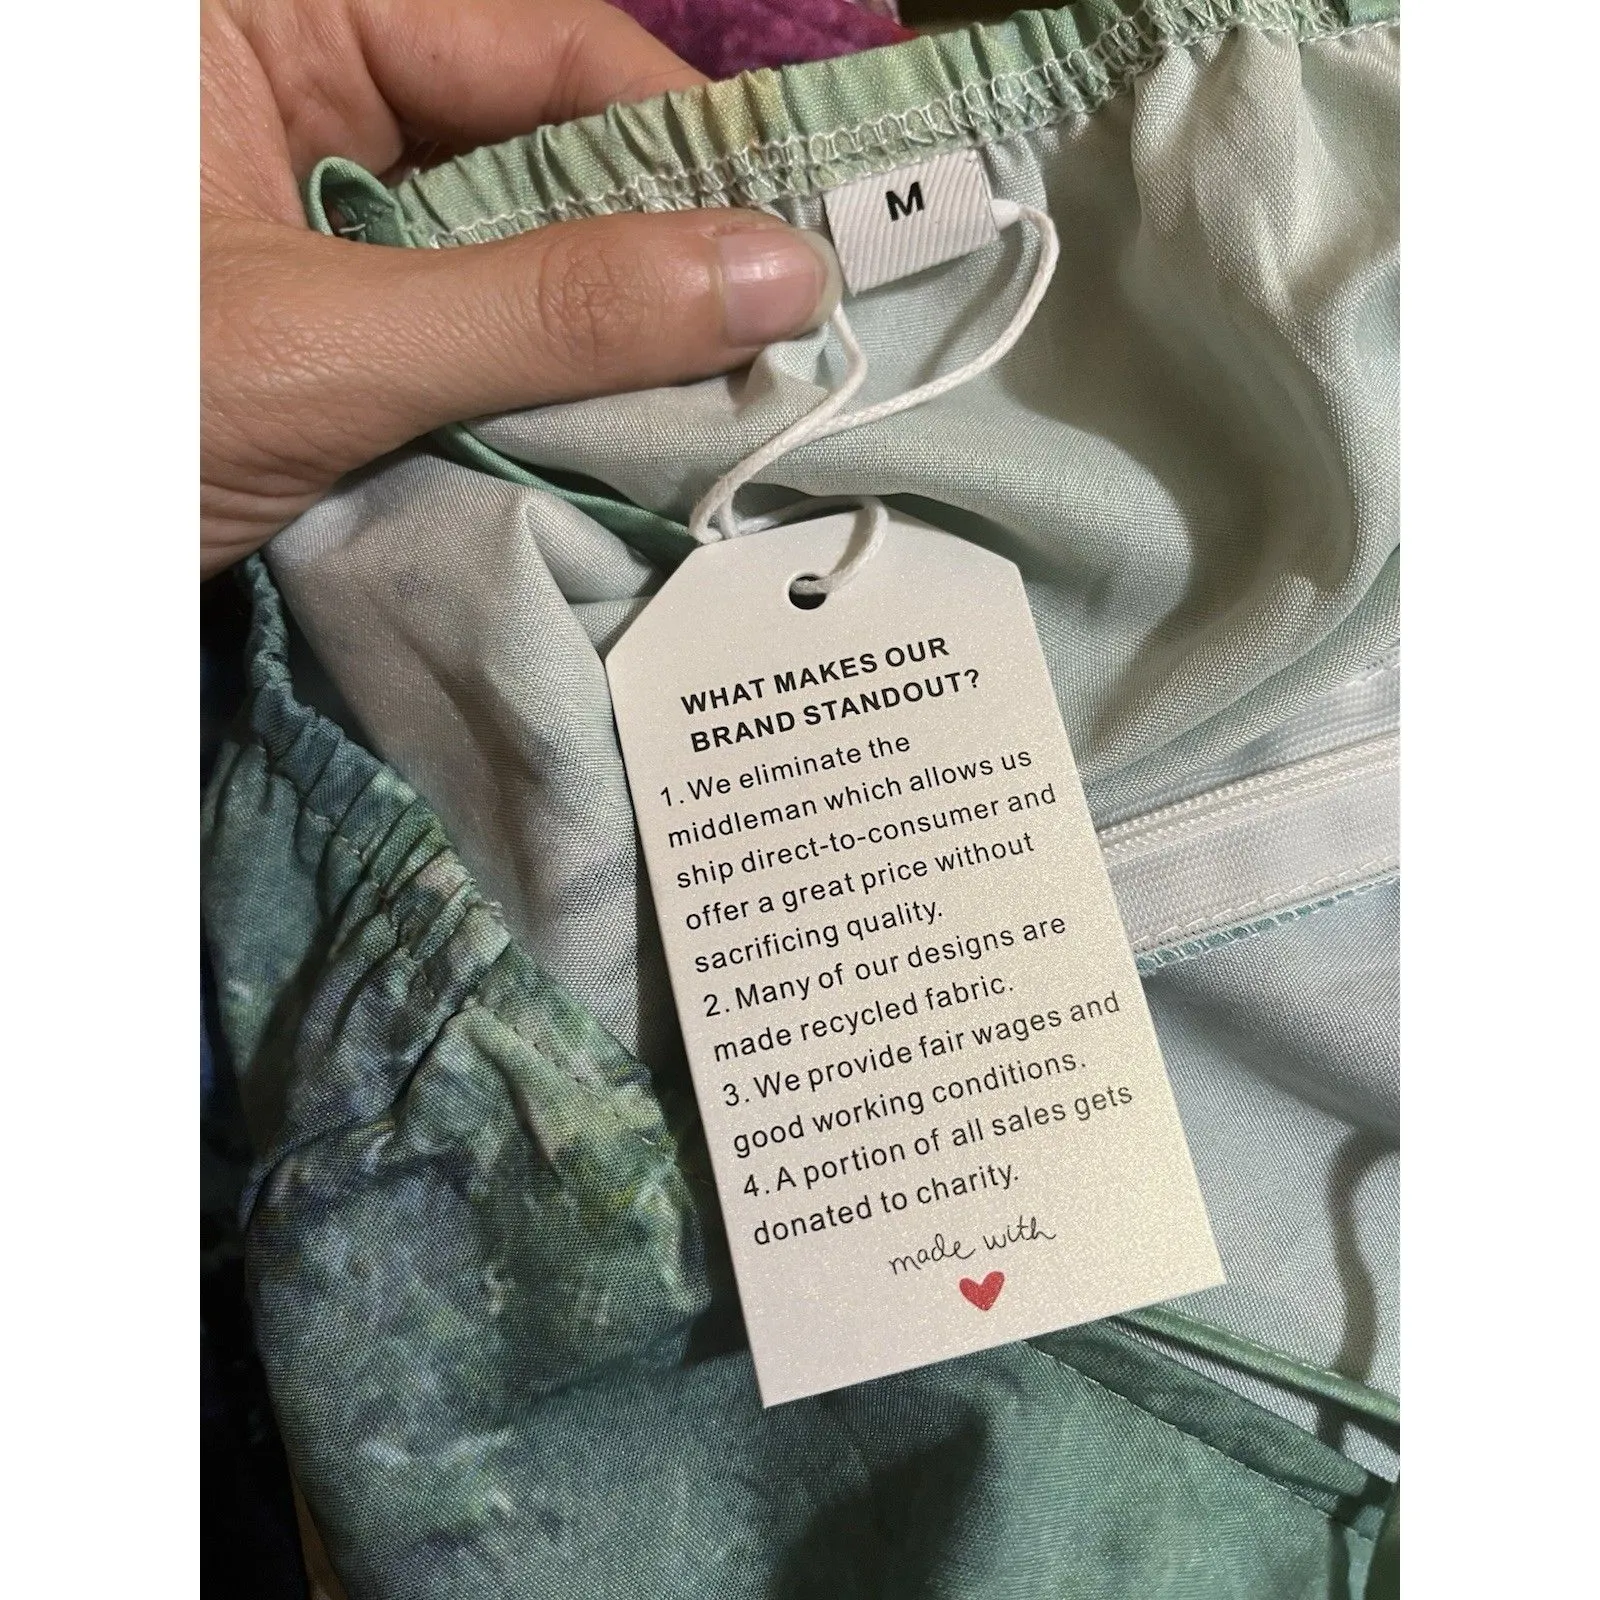 M
WHAT MAKES OUR
BRAND STANDOUT?
1. We eliminate the
middleman which allows us
ship direct-to-consumer and
offer a great price without
sacrificing quality.
2. Many of our designs are
made recycled fabric.
3. We provide fair wages and
good working conditions.
4. A portion of all sales gets
donated to charity.
made with